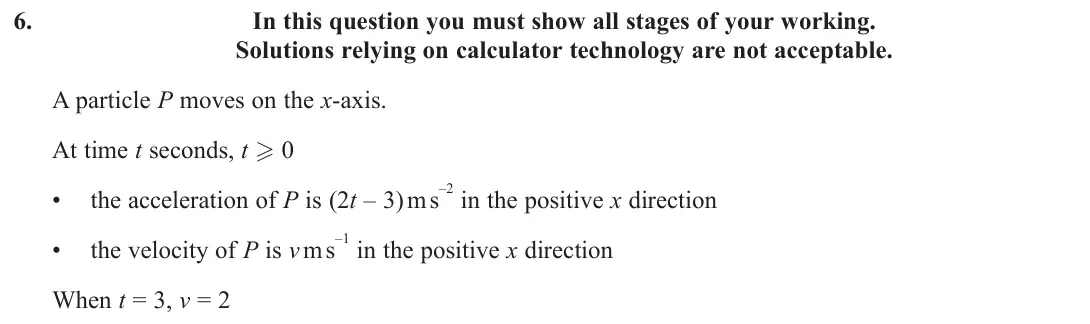 6. In this question you must show all stages of your working.
Solutions relying on calculator technology are not acceptable.
A particle P moves on the x-axis.
At time t seconds, t ⩾ 0
• the acceleration of P is (2t – 3) m s⁻² in the positive x direction
• the velocity of P is v m s⁻¹ in the positive x direction
When t = 3, v = 2